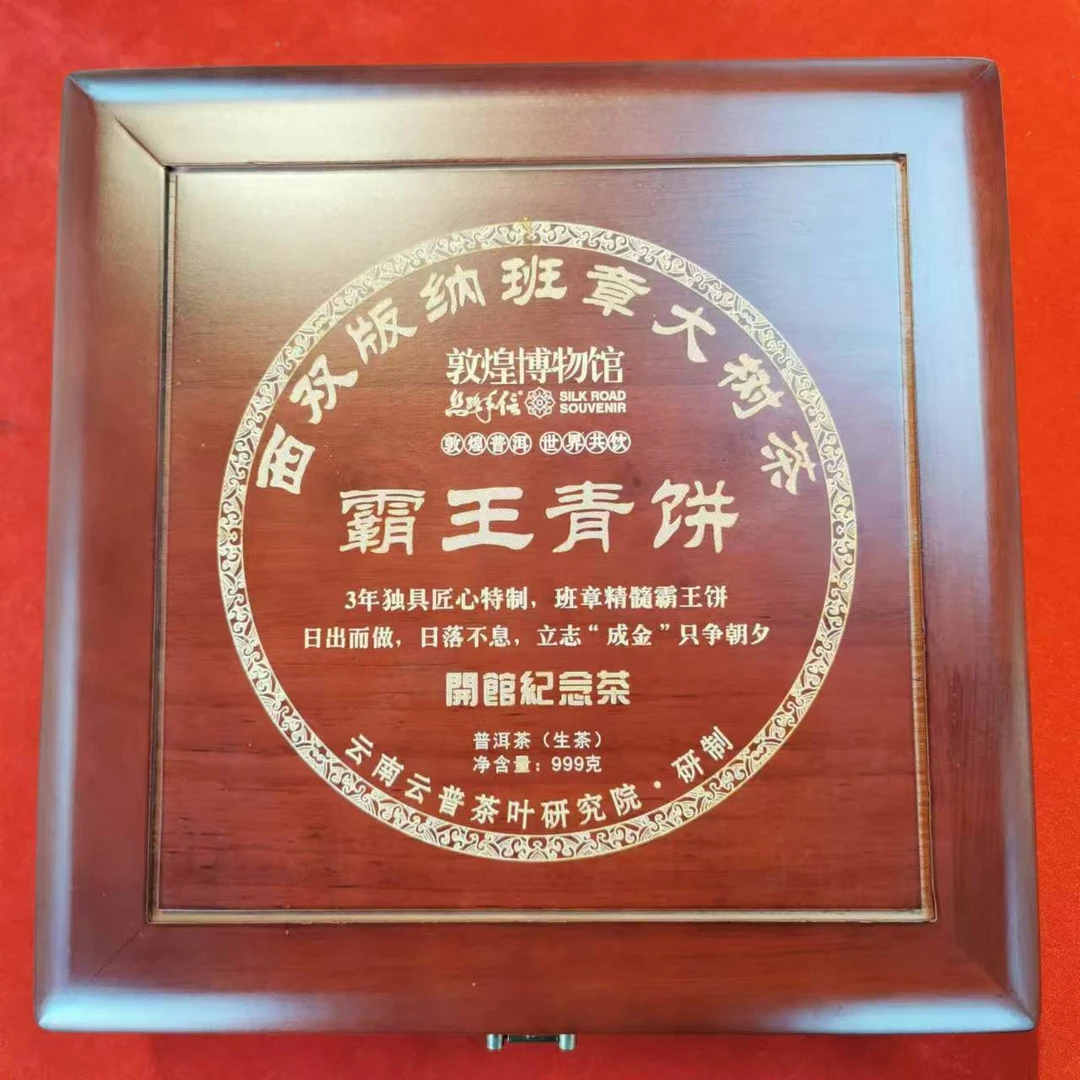 西双版纳班章大树茶
敦煌博物馆
丝路手信 SILK ROAD
SOUVENIR
敦煌普洱 世界共饮
霸王青饼
3年独具匠心特制，班章精髓霸王饼
日出而做，日落不息，立志“成金”只争朝夕
開館紀念茶
普洱茶（生茶）
净含量：999克
云南云普茶叶研究院·研制